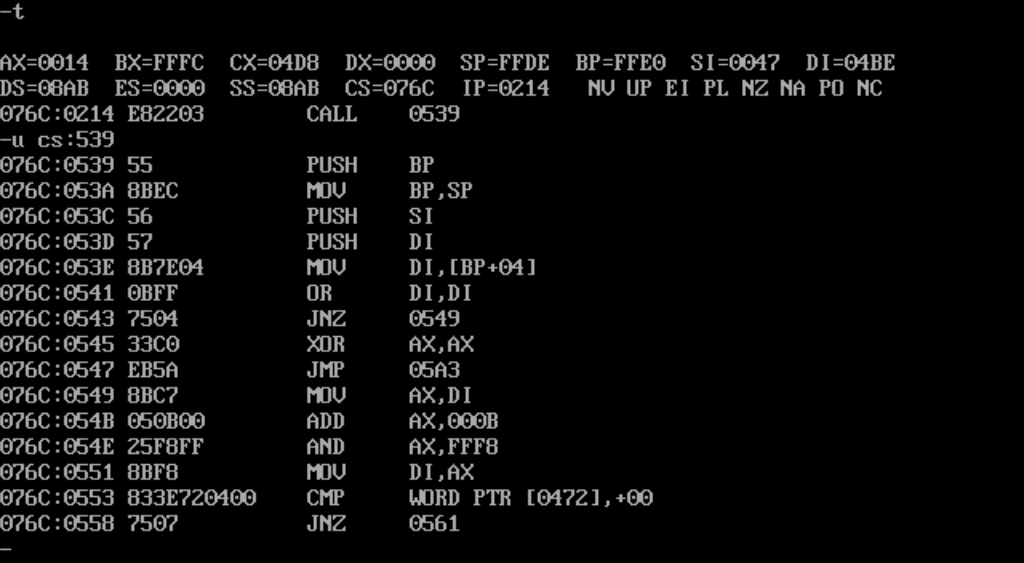 -t
AX=0014 BX=FFFC CX=04D8 DX=0000 SP=FFDE BP=FFE0 SI=0047 DI=04BE
DS=08AB ES=0000 SS=08AB CS=076C IP=0214 NV UP EI PL NZ NA PO NC
076C:0214 E82203 CALL 0539
-u cs:539
076C:0539 55 PUSH BP
076C:053A 8BEC MOV BP,SP
076C:053C 56 PUSH SI
076C:053D 57 PUSH DI
076C:053E 8B7E04 MOV DI,[BP+04]
076C:0541 0BFF OR DI,DI
076C:0543 7504 JNZ 0549
076C:0545 33C0 XOR AX,AX
076C:0547 EB5A JMP 05A3
076C:0549 8BC7 MOV AX,DI
076C:054B 050B00 ADD AX,000B
076C:054E 25F8FF AND AX,FFF8
076C:0551 8BF8 MOV DI,AX
076C:0553 833E720400 CMP WORD PTR [0472],+00
076C:0558 7507 JNZ 0561
-